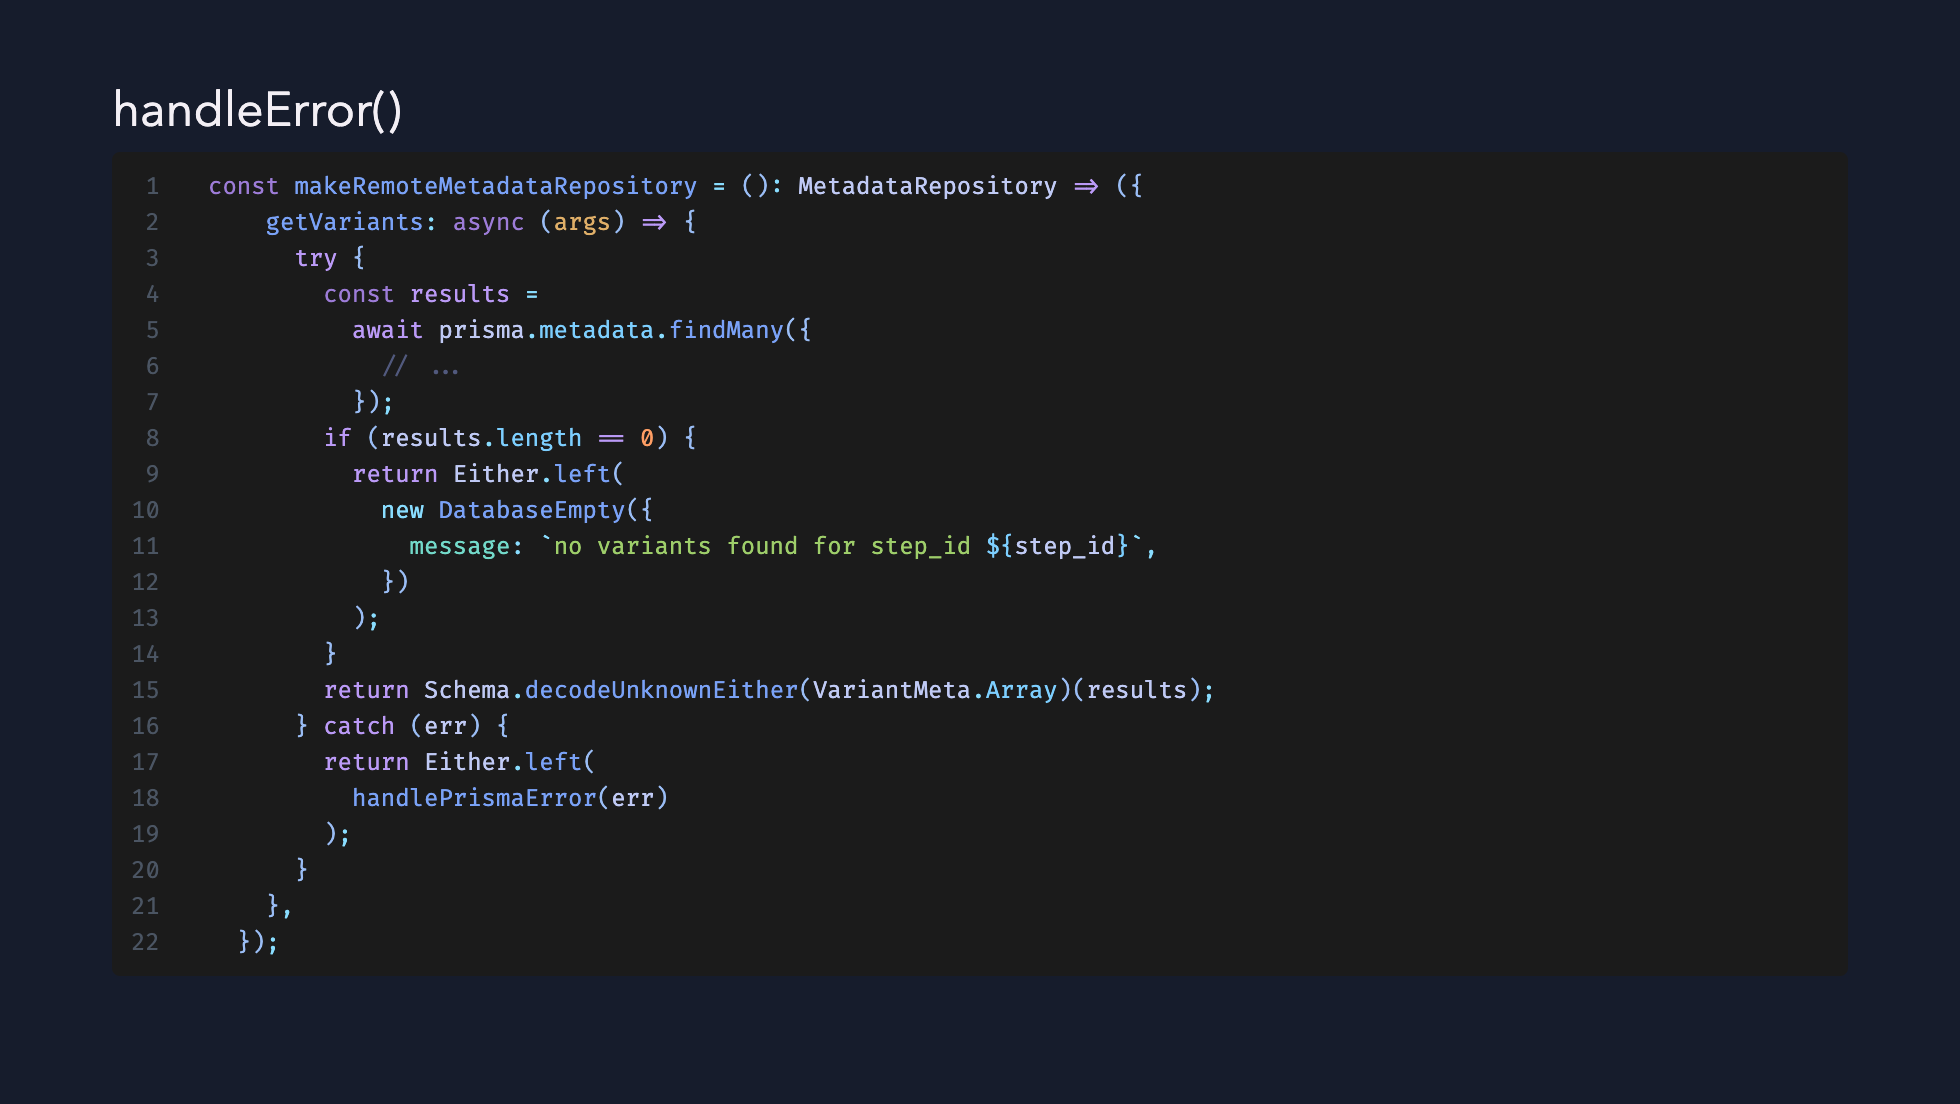 handleError()
1 const makeRemoteMetadataRepository = (): MetadataRepository => ({
2 getVariants: async (args) => {
3 try {
4 const results =
5 await prisma.metadata.findMany({
6 // ...
7 });
8 if (results.length == 0) {
9 return Either.left(
10 new DatabaseEmpty({
11 message: `no variants found for step_id ${step_id}`,
12 })
13 );
14 }
15 return Schema.decodeUnknownEither(VariantMeta.Array)(results);
16 } catch (err) {
17 return Either.left(
18 handlePrismaError(err)
19 );
20 }
21 },
22 });